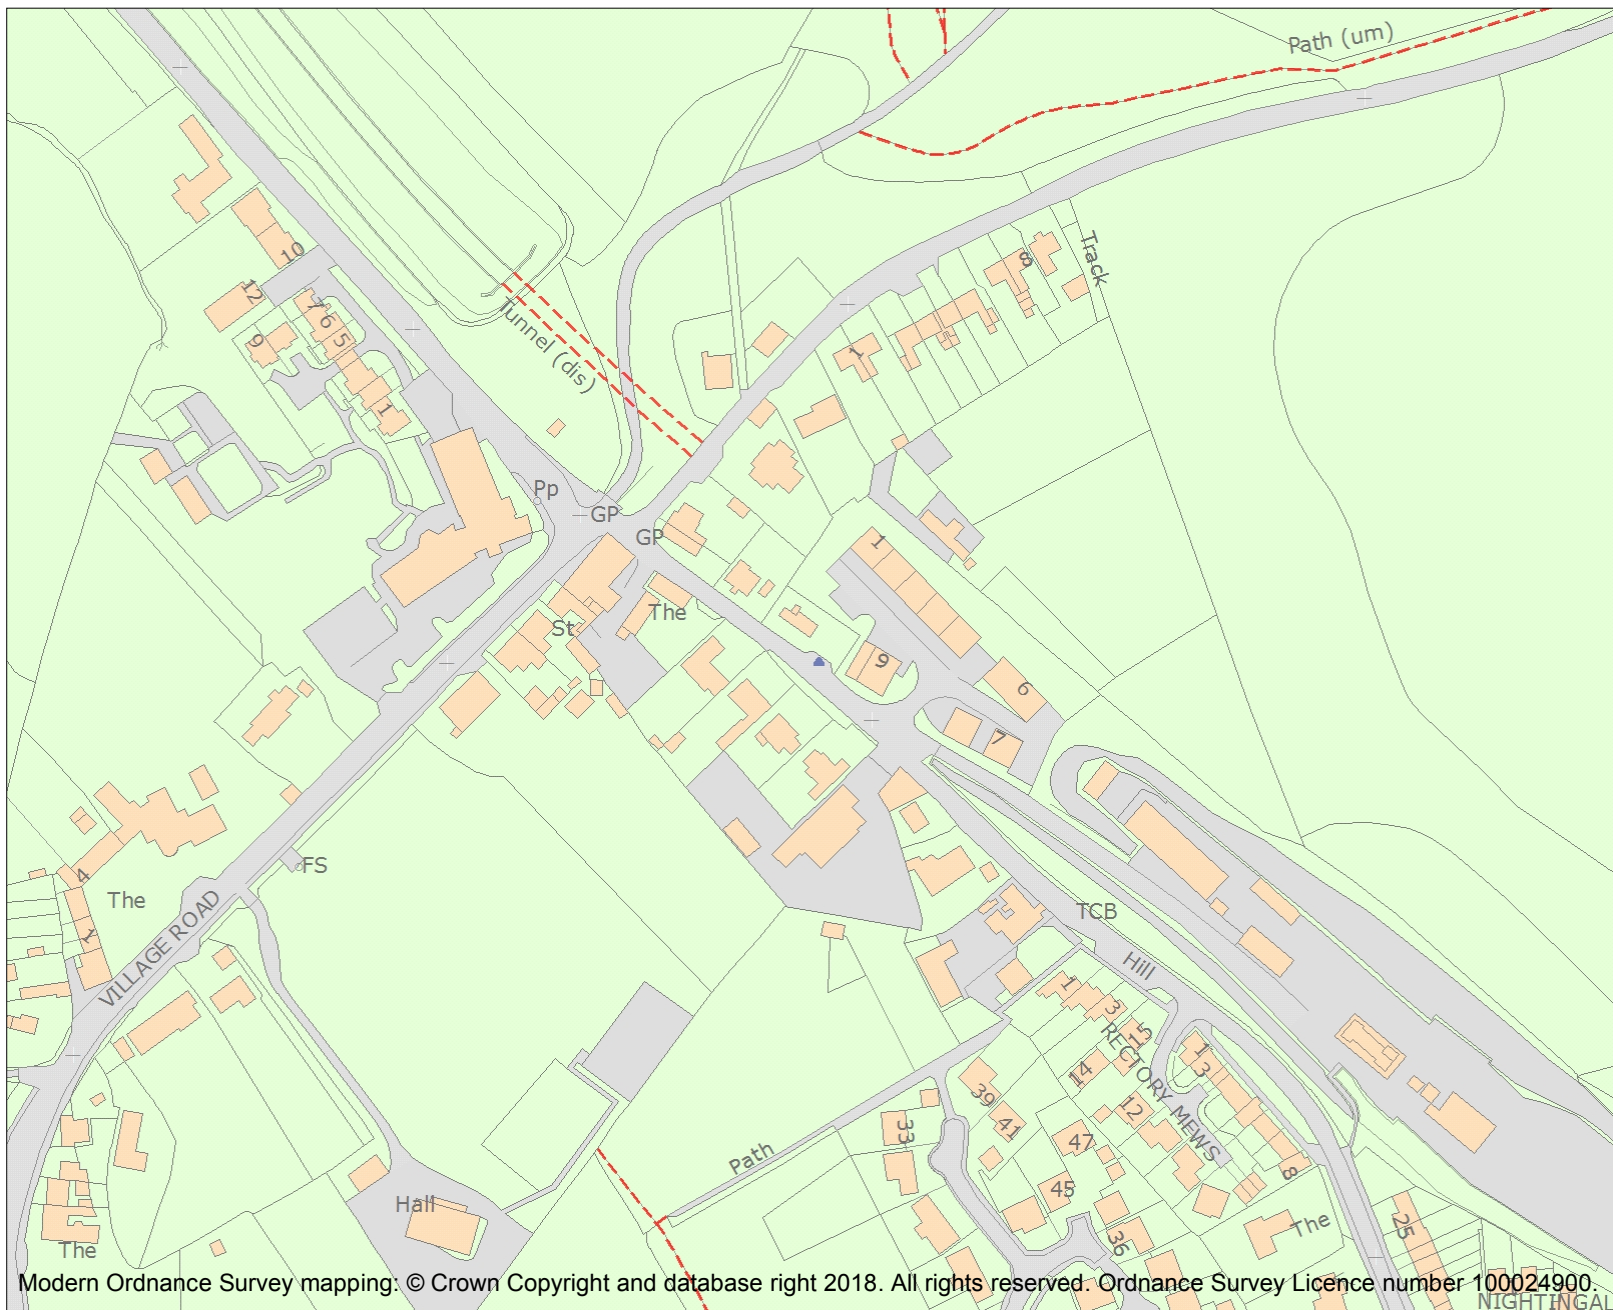 Path (um)
Track
10
12
7
6
5
9
1
8
1
Tunnel (dis)
Pp
GP
GP
1
The
St
9
6
7
4
FS
The
1
VILLAGE ROAD
TCB
Hill
1
3
15
RECTORY MEWS
14
12
13
39
41
33
47
45
36
8
Path
Hall
The
The
25
Modern Ordnance Survey mapping: © Crown Copyright and database right 2018. All rights reserved. Ordnance Survey Licence number 100024900.